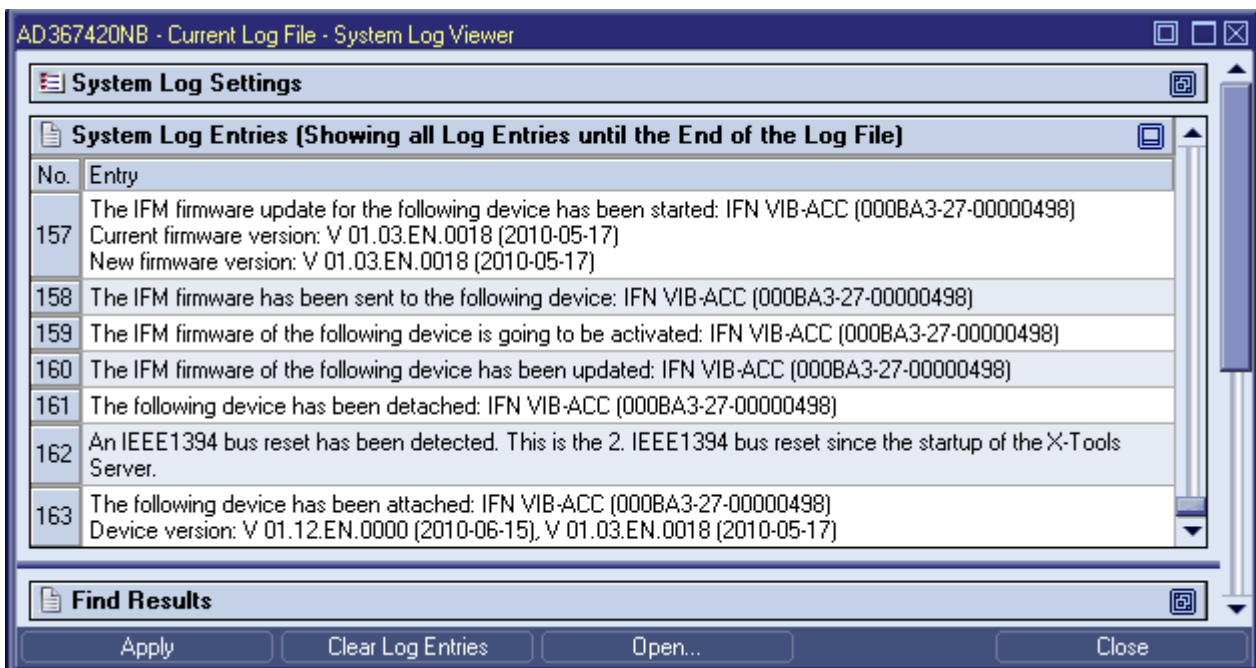 AD367420NB - Current Log File - System Log Viewer
System Log Settings
System Log Entries (Showing all Log Entries until the End of the Log File)
No. Entry
157 The IFM firmware update for the following device has been started: IFN VIB-ACC (000BA3-27-00000498)
Current firmware version: V 01.03.EN.0018 (2010-05-17)
New firmware version: V 01.03.EN.0018 (2010-05-17)
158 The IFM firmware has been sent to the following device: IFN VIB-ACC (000BA3-27-00000498)
159 The IFM firmware of the following device is going to be activated: IFN VIB-ACC (000BA3-27-00000498)
160 The IFM firmware of the following device has been updated: IFN VIB-ACC (000BA3-27-00000498)
161 The following device has been detached: IFN VIB-ACC (000BA3-27-00000498)
162 An IEEE1394 bus reset has been detected. This is the 2. IEEE1394 bus reset since the startup of the X-Tools
Server.
163 The following device has been attached: IFN VIB-ACC (000BA3-27-00000498)
Device version: V 01.12.EN.0000 (2010-06-15), V 01.03.EN.0018 (2010-05-17)
Find Results
Apply Clear Log Entries Open... Close